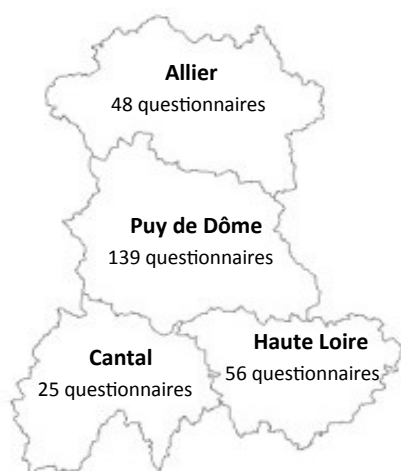 Allier
48 questionnaires
Puy de Dôme
139 questionnaires
Cantal
25 questionnaires
Haute Loire
56 questionnaires